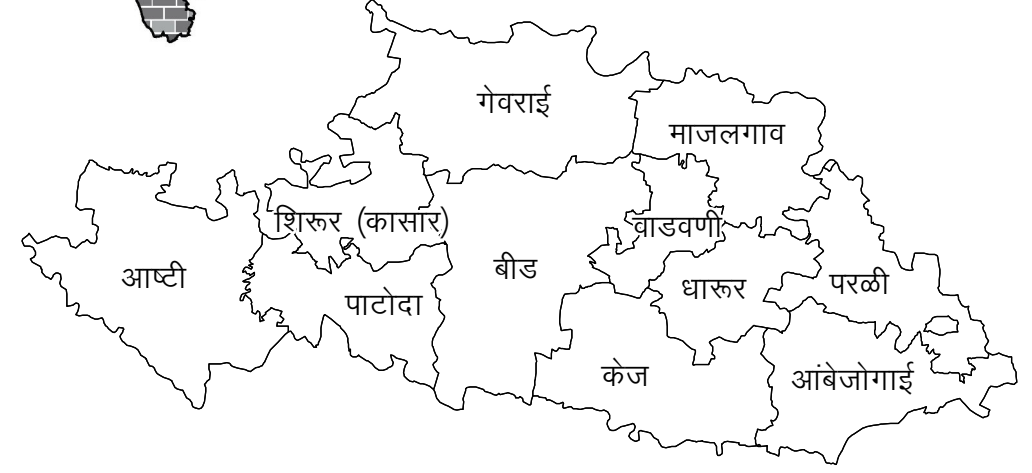 गेवराई
माजलगाव
शिरूर (कासार)
वाडवणी
आष्टी
बीड
पाटोदा
धारूर
परळी
केज
आंबेजोगाई